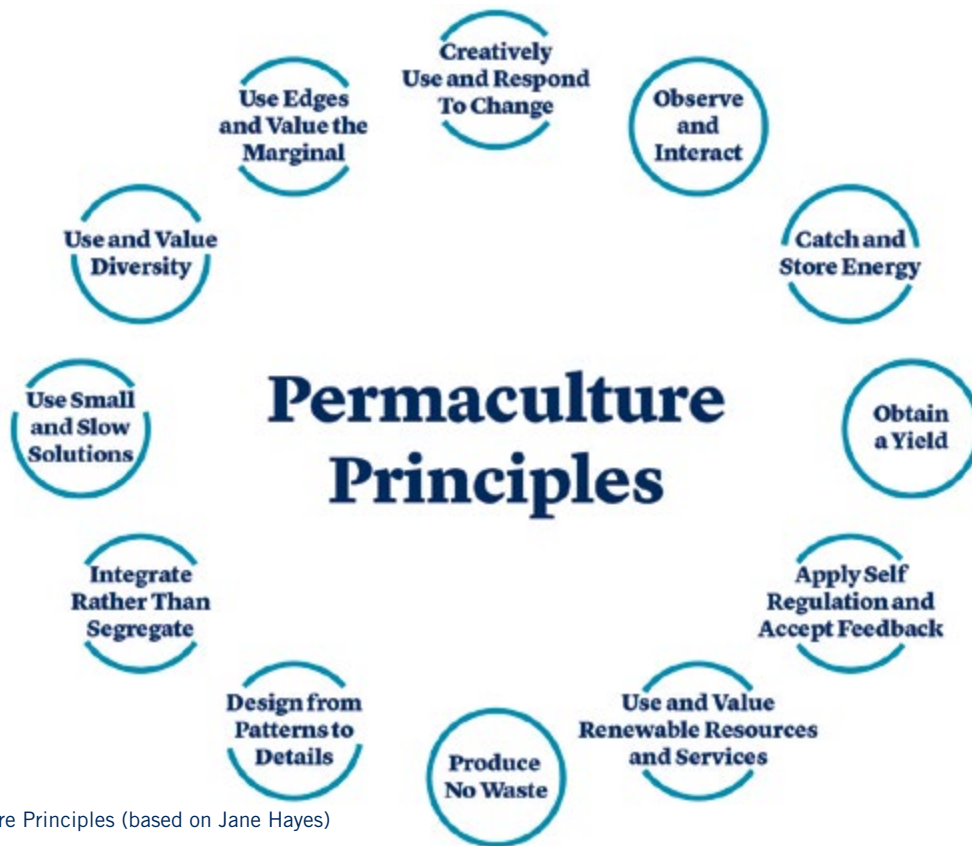 Creatively
Use and Respond
To Change
Observe
and
Interact
Catch and
Store Energy
Obtain
a Yield
Apply Self
Regulation and
Accept Feedback
Use and Value
Renewable Resources
and Services
Produce
No Waste
Design from
Patterns to
Details
Integrate
Rather Than
Segregate
Use Small
and Slow
Solutions
Use and Value
Diversity
Use Edges
and Value the
Marginal
Permaculture
Principles
re Principles (based on Jane Hayes)